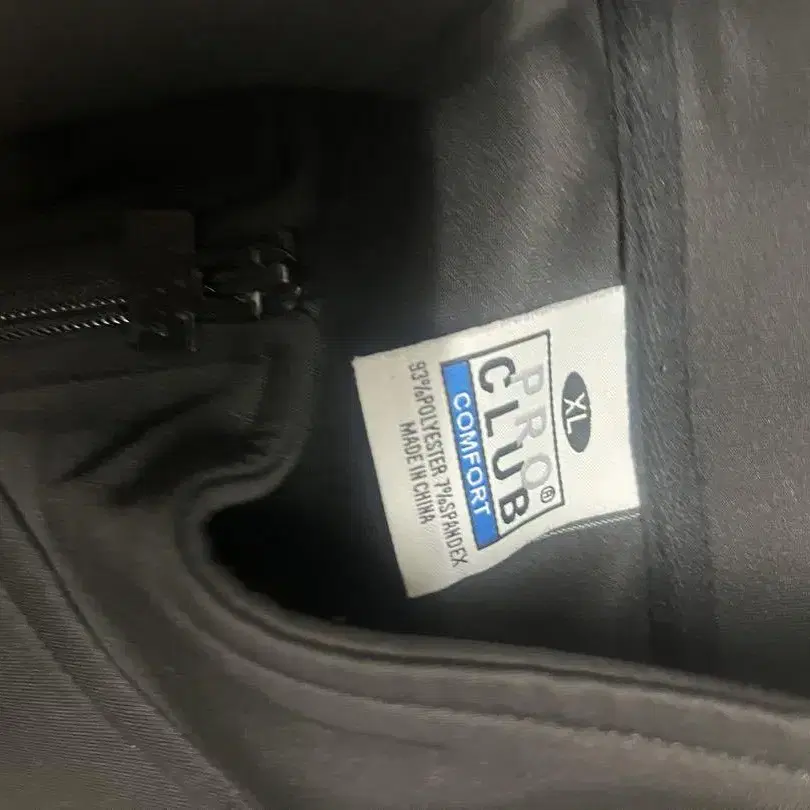 XL
PRO®
CLUB
COMFORT
93%POLYESTER 7%SPANDEX
MADE IN CHINA